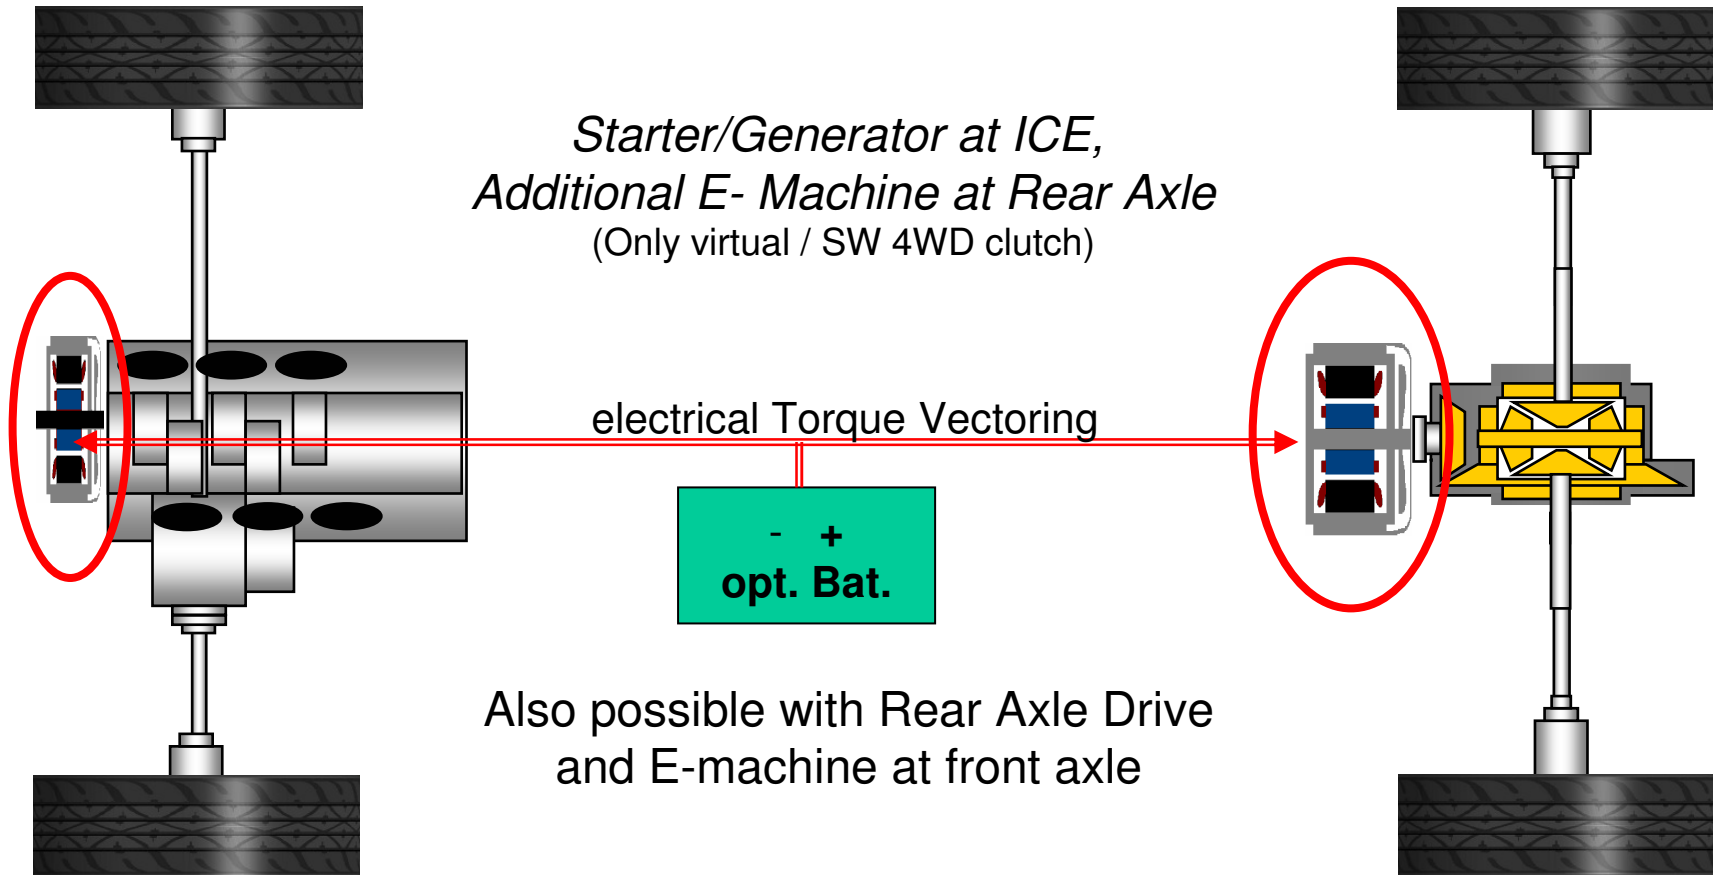 Starter/Generator at ICE,
Additional E- Machine at Rear Axle
(Only virtual / SW 4WD clutch)
electrical Torque Vectoring
- +
opt. Bat.
Also possible with Rear Axle Drive
and E-machine at front axle